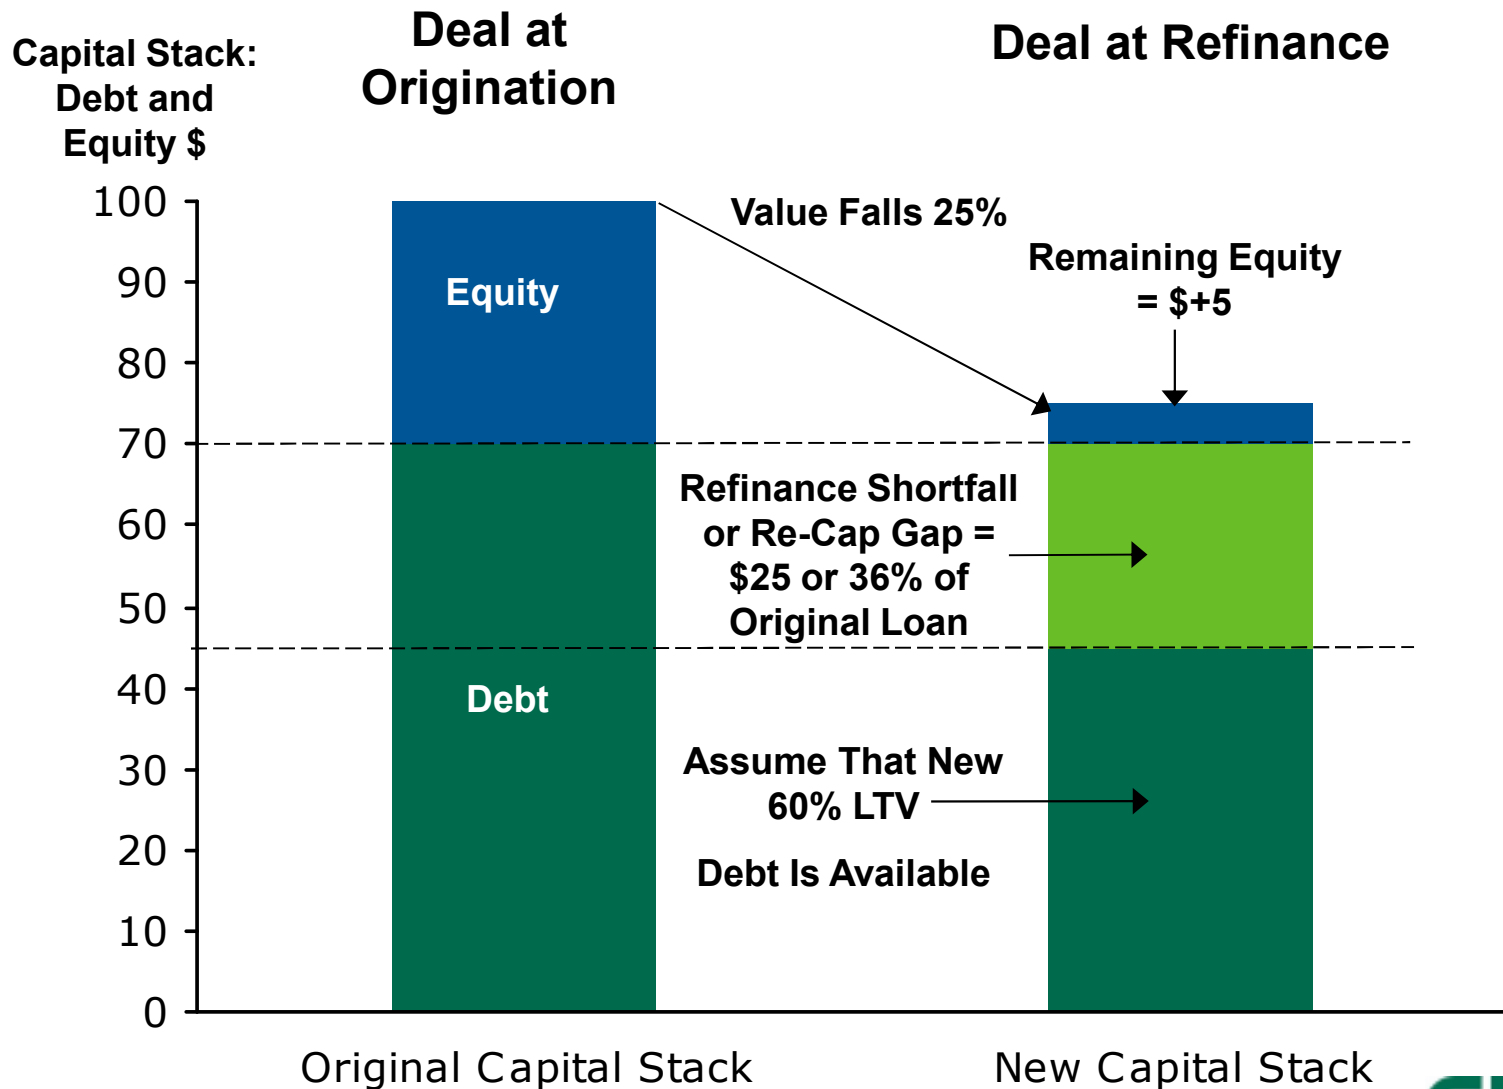 Deal at
Origination
Deal at Refinance
Capital Stack:
Debt and
Equity $
100
90
80
70
60
50
40
30
20
10
0
Equity
Debt
Value Falls 25%
Remaining Equity
= $+5
Refinance Shortfall
or Re-Cap Gap =
$25 or 36% of
Original Loan
Assume That New
60% LTV
Debt Is Available
Original Capital Stack
New Capital Stack